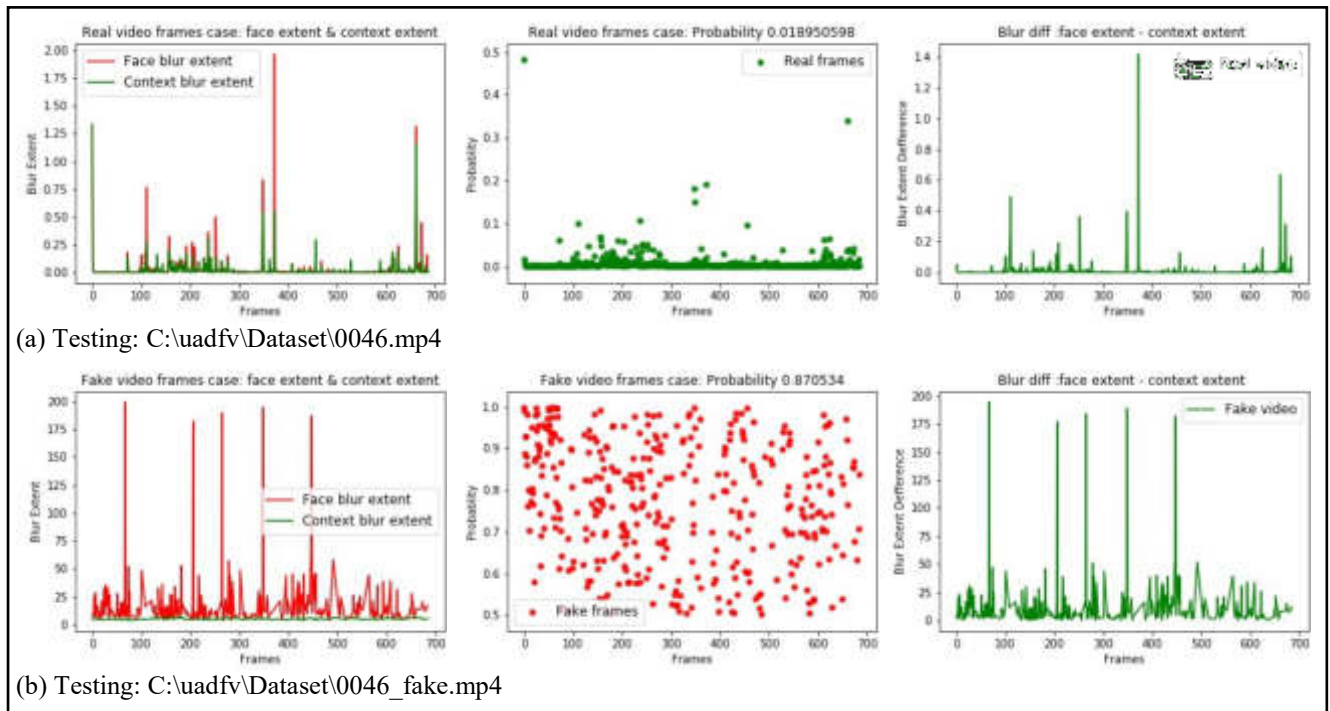 Real video frames case: face extent & context extent
2.00
1.75
1.50
1.25
1.00
0.75
0.50
0.25
0.00
Blur Extent
Face blur extent
Context blur extent
0 100 200 300 400 500 600 700
Frames
Real video frames case: Probability 0.018950598
0.5
0.4
0.3
0.2
0.1
0.0
Probablity
Real frames
0 100 200 300 400 500 600 700
Frames
Blur diff :face extent - context extent
1.4
1.2
1.0
0.8
0.6
0.4
0.2
0.0
Blur Extent Defference
0 100 200 300 400 500 600 700
Frames
(a) Testing: C:\uadfv\Dataset\0046.mp4
Fake video frames case: face extent & context extent
200
175
150
125
100
75
50
25
0
Blur Extent
Face blur extent
Context blur extent
0 100 200 300 400 500 600 700
Frames
Fake video frames case: Probability 0.870534
1.0
0.9
0.8
0.7
0.6
0.5
Probablity
Fake frames
0 100 200 300 400 500 600 700
Frames
Blur diff :face extent - context extent
200
175
150
125
100
75
50
25
0
Blur Extent Defference
Fake video
0 100 200 300 400 500 600 700
Frames
(b) Testing: C:\uadfv\Dataset\0046_fake.mp4